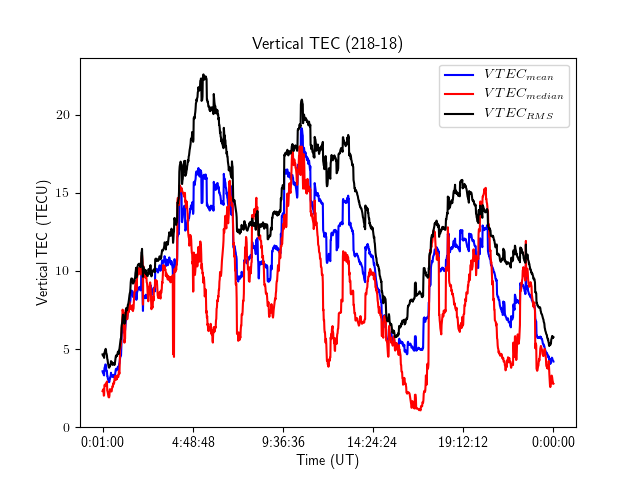 Vertical TEC (218-18)
VTEC_mean
VTEC_median
VTEC_RMS
Vertical TEC (TECU)
20
15
10
5
0
0:01:00 4:48:48 9:36:36 14:24:24 19:12:12 0:00:00
Time (UT)